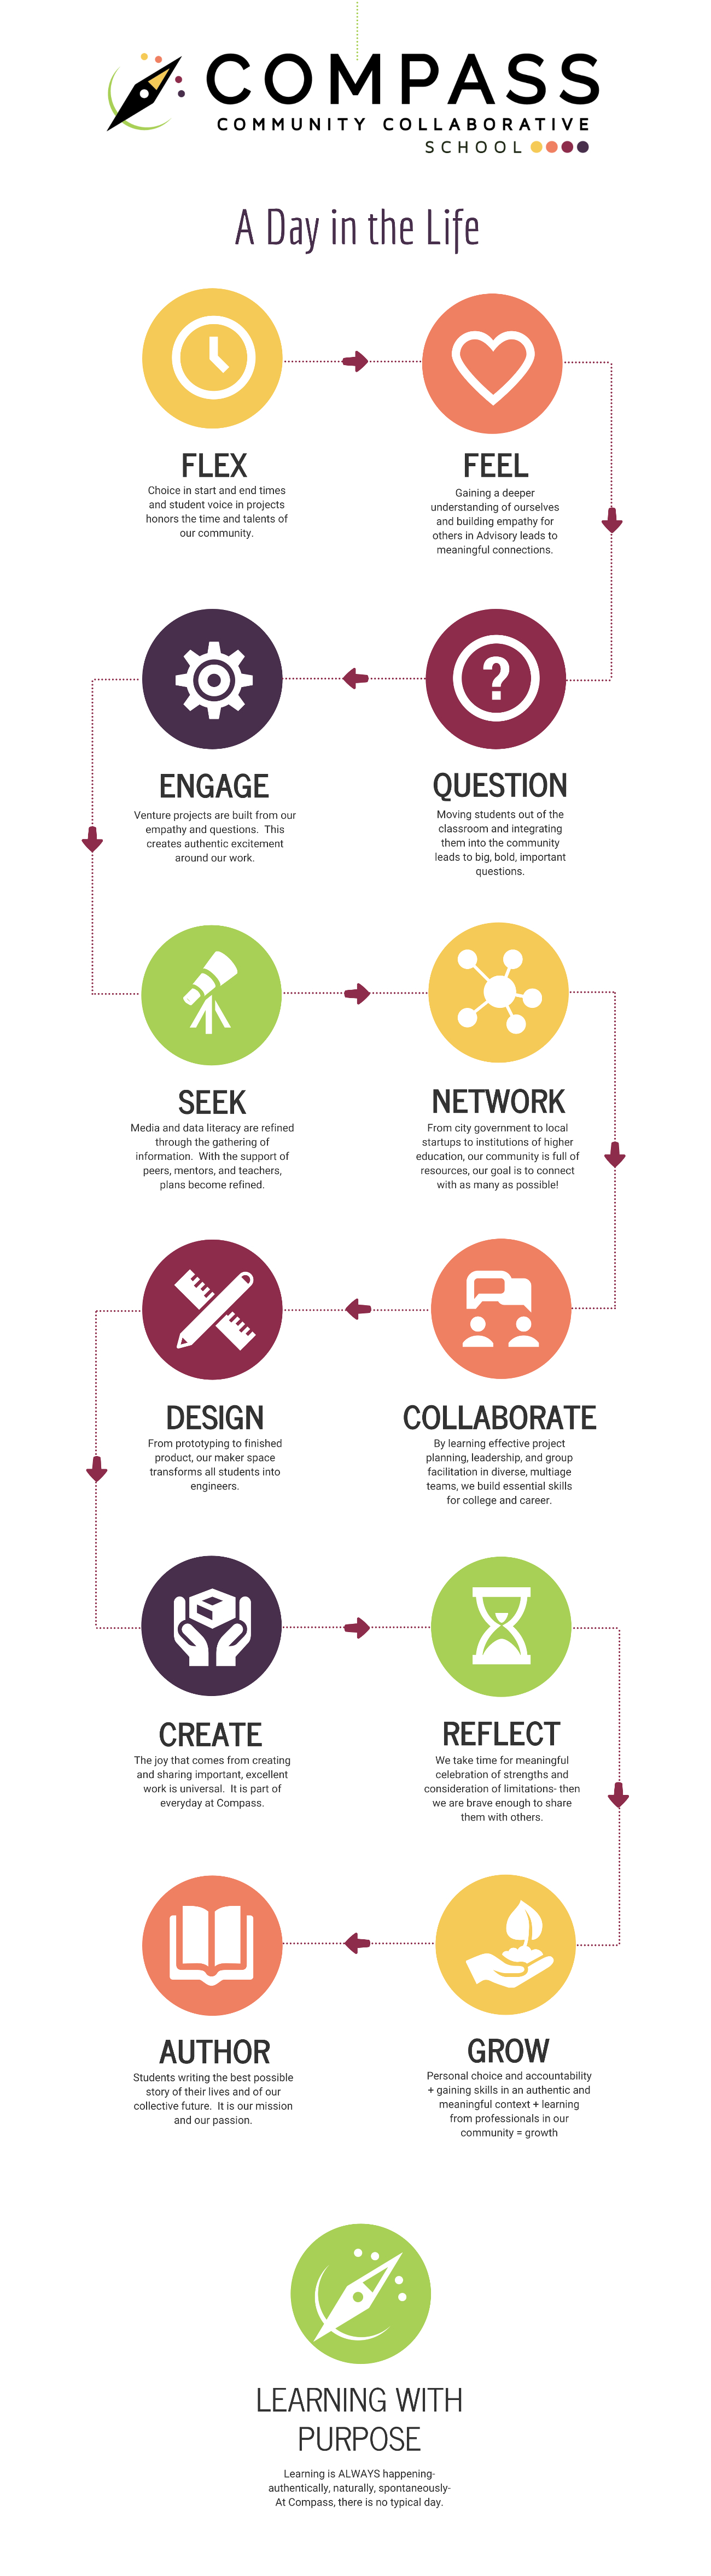 COMPASS
COMMUNITY COLLABORATIVE
SCHOOL
A Day in the Life
FLEX
Choice in start and end times
and student voice in projects
honors the time and talents of
our community.
FEEL
Gaining a deeper
understanding of ourselves
and building empathy for
others in Advisory leads to
meaningful connections.
QUESTION
Moving students out of the
classroom and integrating
them into the community
leads to big, bold, important
questions.
ENGAGE
Venture projects are built from our
empathy and questions.  This
creates authentic excitement
around our work.
SEEK
Media and data literacy are refined
through the gathering of
information.  With the support of
peers, mentors, and teachers,
plans become refined.
NETWORK
From city government to local
startups to institutions of higher
education, our community is full of
resources, our goal is to connect
with as many as possible!
COLLABORATE
By learning effective project
planning, leadership, and group
facilitation in diverse, multiage
teams, we build essential skills
for college and career.
DESIGN
From prototyping to finished
product, our maker space
transforms all students into
engineers.
CREATE
The joy that comes from creating
and sharing important, excellent
work is universal.  It is part of
everyday at Compass.
REFLECT
We take time for meaningful
celebration of strengths and
consideration of limitations- then
we are brave enough to share
them with others.
GROW
Personal choice and accountability
+ gaining skills in an authentic and
meaningful context + learning
from professionals in our
community = growth
AUTHOR
Students writing the best possible
story of their lives and of our
collective future.  It is our mission
and our passion.
LEARNING WITH
PURPOSE
Learning is ALWAYS happening-
authentically, naturally, spontaneously-
At Compass, there is no typical day.